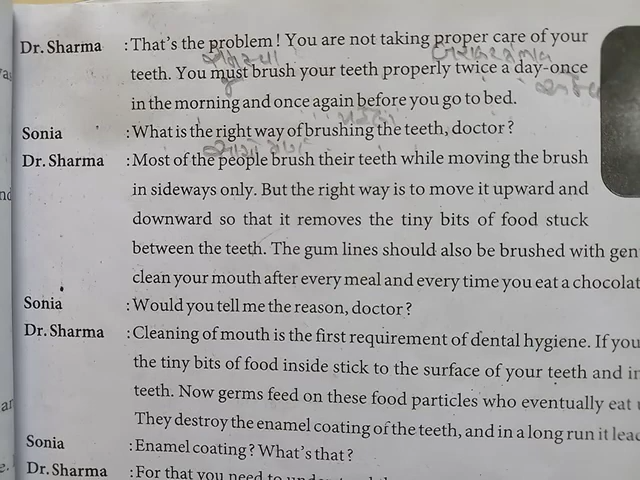 Dr. Sharma : That's the problem! You are not taking proper care of your
teeth. You must brush your teeth properly twice a day-once
in the morning and once again before you go to bed.
Sonia : What is the right way of brushing the teeth, doctor?
Dr. Sharma : Most of the people brush their teeth while moving the brush
in sideways only. But the right way is to move it upward and
downward so that it removes the tiny bits of food stuck
between the teeth. The gum lines should also be brushed with gen
clean your mouth after every meal and every time you eat a chocolat
Sonia : Would you tell me the reason, doctor?
Dr. Sharma : Cleaning of mouth is the first requirement of dental hygiene. If you
the tiny bits of food inside stick to the surface of your teeth and in
teeth. Now germs feed on these food particles who eventually eat
They destroy the enamel coating of the teeth, and in a long run it lea
Sonia : Enamel coating? What's that?
Dr. Sharma : For that you need to